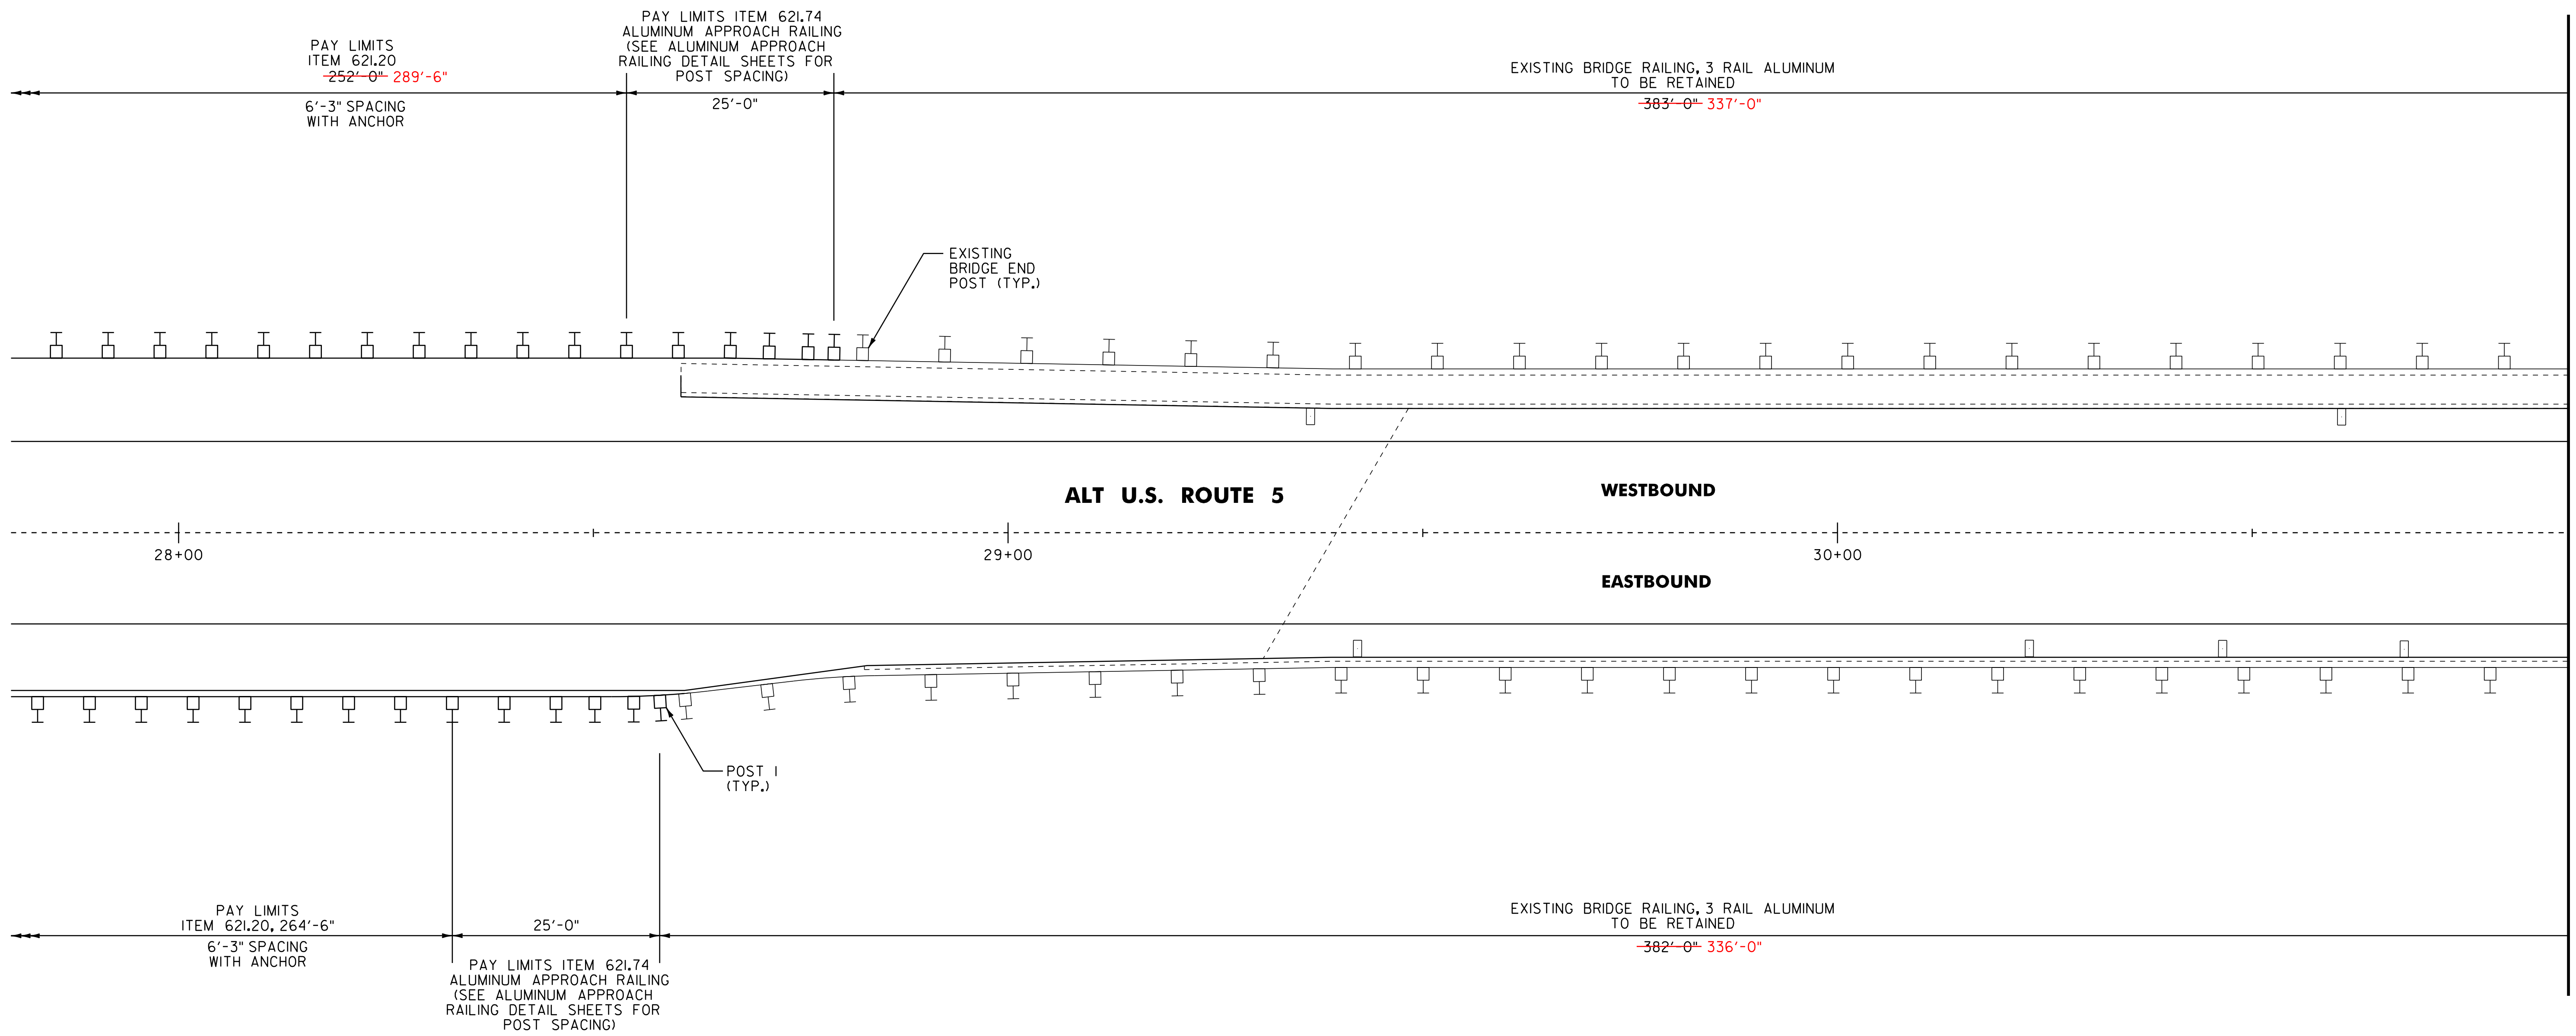 PAY LIMITS ITEM 621.74
ALUMINUM APPROACH RAILING
(SEE ALUMINUM APPROACH
RAILING DETAIL SHEETS FOR
POST SPACING)
25'-0"
PAY LIMITS
ITEM 621.20
252'-0" 289'-6"
6'-3" SPACING
WITH ANCHOR
EXISTING BRIDGE RAILING, 3 RAIL ALUMINUM
TO BE RETAINED
383'-0" 337'-0"
EXISTING
BRIDGE END
POST (TYP.)
ALT U.S. ROUTE 5
WESTBOUND
28+00
29+00
30+00
EASTBOUND
POST 1
(TYP.)
PAY LIMITS
ITEM 621.20, 264'-6"
6'-3" SPACING
WITH ANCHOR
25'-0"
PAY LIMITS ITEM 621.74
ALUMINUM APPROACH RAILING
(SEE ALUMINUM APPROACH
RAILING DETAIL SHEETS FOR
POST SPACING)
EXISTING BRIDGE RAILING, 3 RAIL ALUMINUM
TO BE RETAINED
382'-0" 336'-0"